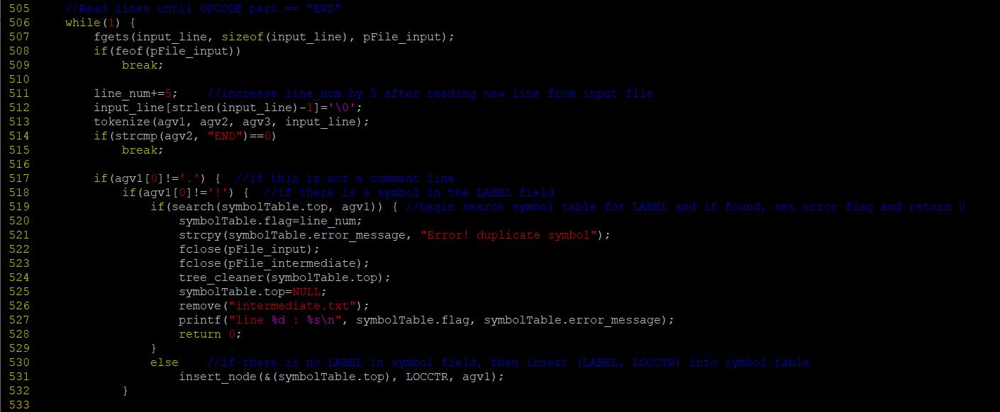 505     //Read lines until OPCODE part == "END"
506     while(1) {
507         fgets(input_line, sizeof(input_line), pFile_input);
508         if(feof(pFile_input))
509             break;
510
511         line_num+=5;    //increase line_num by 5 after reading new line from input file
512         input_line[strlen(input_line)-1]='\0';
513         tokenize(agv1, agv2, agv3, input_line);
514         if(strcmp(agv2, "END")==0)
515             break;
516
517         if(agv1[0]!='.') {  //if this is not a comment line
518             if(agv1[0]!='!') {  //if there is a symbol in the LABEL field
519                 if(search(symbolTable.top, agv1)) { //begin search symbol table for LABEL and if found, set error flag and return 0
520                     symbolTable.flag=line_num;
521                     strcpy(symbolTable.error_message, "Error! duplicate symbol");
522                     fclose(pFile_input);
523                     fclose(pFile_intermediate);
524                     tree_cleaner(symbolTable.top);
525                     symbolTable.top=NULL;
526                     remove("intermediate.txt");
527                     printf("line %d : %s\n", symbolTable.flag, symbolTable.error_message);
528                     return 0;
529                 }
530                 else    //if there is no LABEL in symbol field, then insert (LABEL, LOCCTR) into symbol table
531                     insert_node(&(symbolTable.top), LOCCTR, agv1);
532             }
533